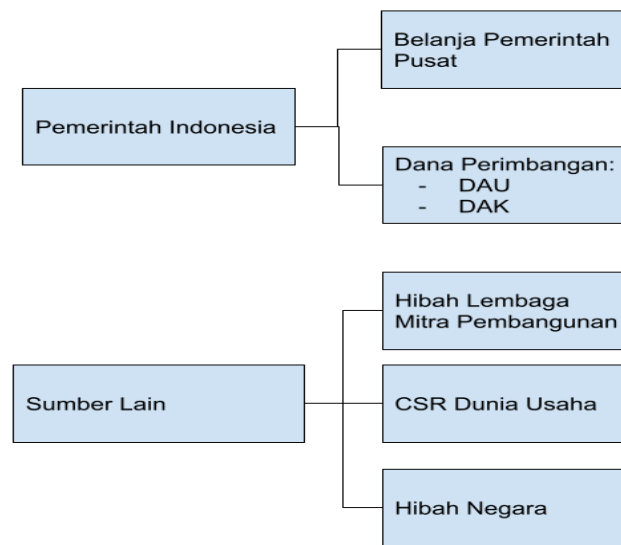 Belanja Pemerintah
Pusat
Pemerintah Indonesia
Dana Perimbangan:
- DAU
- DAK
Hibah Lembaga
Mitra Pembangunan
Sumber Lain
CSR Dunia Usaha
Hibah Negara